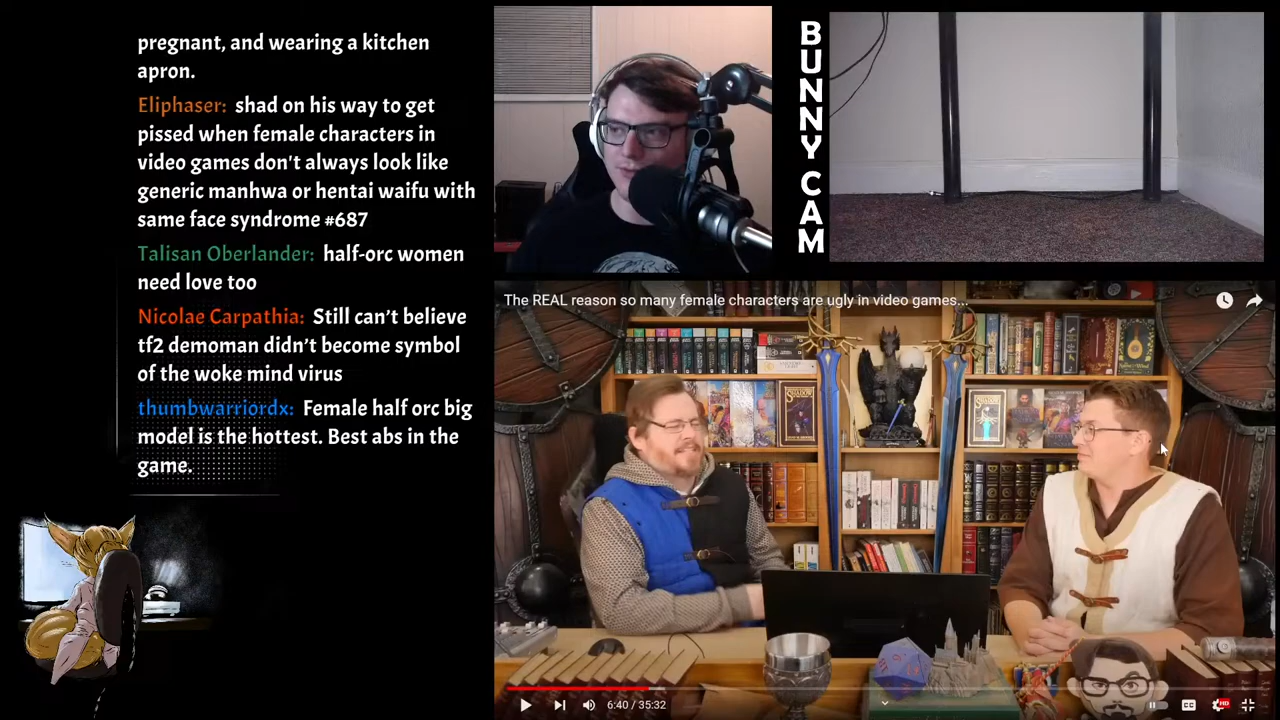 pregnant, and wearing a kitchen
apron.
Eliphaser: shad on his way to get
pissed when female characters in
video games don't always look like
generic manhwa or hentai waifu with
same face syndrome #687
Talisan Oberlander: half-orc women
need love too
Nicolae Carpathia: Still can't believe
tf2 demoman didn't become symbol
of the woke mind virus
thumbwarriordx: Female half orc big
model is the hottest. Best abs in the
game.
BUNNY CAM
The REAL reason so many female characters are ugly in video games...
6:40 / 35:32
CC
HD